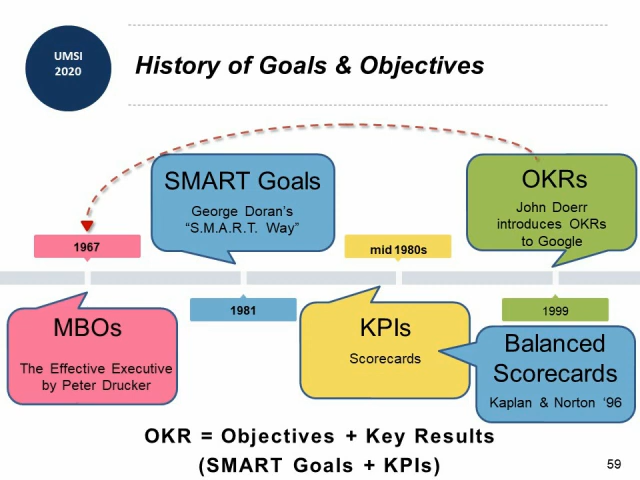 UMSI
2020
History of Goals & Objectives
SMART Goals
George Doran’s
“S.M.A.R.T. Way”
OKRs
John Doerr
introduces OKRs
to Google
1967
mid 1980s
1981
1999
MBOs
The Effective Executive
by Peter Drucker
KPIs
Scorecards
Balanced
Scorecards
Kaplan & Norton ‘96
OKR = Objectives + Key Results
(SMART Goals + KPIs)
59